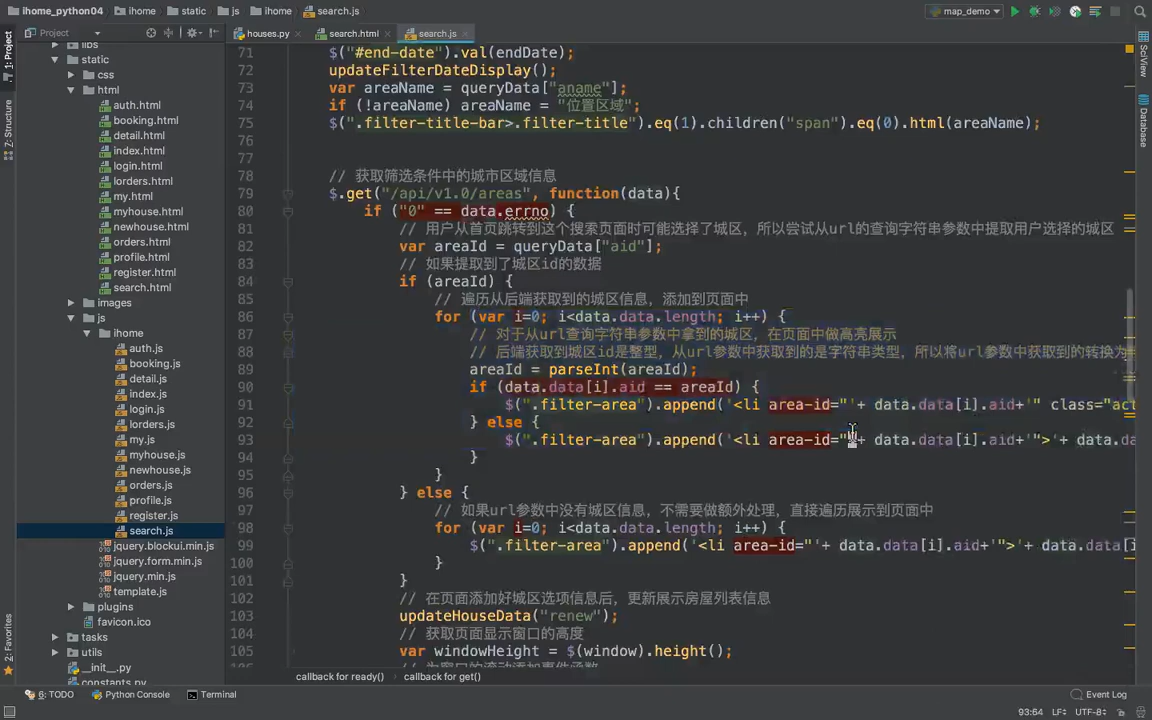 ihome_python04 ihome static js ihome search.js map_demo
Project houses.py search.html search.js
1: Project
Z: Structure
2: Favorites
SciView
Database
libs
static
css
html
auth.html
booking.html
detail.html
index.html
login.html
lorders.html
my.html
myhouse.html
newhouse.html
orders.html
profile.html
register.html
search.html
images
js
ihome
auth.js
booking.js
detail.js
index.js
login.js
lorders.js
my.js
myhouse.js
newhouse.js
orders.js
profile.js
register.js
search.js
jquery.blockui.min.js
jquery.form.min.js
jquery.min.js
template.js
plugins
favicon.ico
tasks
utils
__init__.py
constants.py
71 $("#end-date").val(endDate);
72 updateFilterDateDisplay();
73 var areaName = queryData["aname"];
74 if (!areaName) areaName = "位置区域";
75 $(".filter-title-bar>.filter-title").eq(1).children("span").eq(0).html(areaName);
76
77
78 // 获取筛选条件中的城市区域信息
79 $.get("/api/v1.0/areas", function(data){
80 if ("0" == data.errno) {
81 // 用户从首页跳转到这个搜索页面时可能选择了城区，所以尝试从url的查询字符串参数中提取用户选择的城区
82 var areaId = queryData["aid"];
83 // 如果提取到了城区id的数据
84 if (areaId) {
85 // 遍历从后端获取到的城区信息，添加到页面中
86 for (var i=0; i<data.data.length; i++) {
87 // 对于从url查询字符串参数中拿到的城区，在页面中做高亮展示
88 // 后端获取到城区id是整型，从url参数中获取到的是字符串类型，所以将url参数中获取到的转换为
89 areaId = parseInt(areaId);
90 if (data.data[i].aid == areaId) {
91 $(".filter-area").append('<li area-id="'+ data.data[i].aid+'" class="act
92 } else {
93 $(".filter-area").append('<li area-id="'+ data.data[i].aid+'">'+ data.da
94 }
95 }
96 } else {
97 // 如果url参数中没有城区信息，不需要做额外处理，直接遍历展示到页面中
98 for (var i=0; i<data.data.length; i++) {
99 $(".filter-area").append('<li area-id="'+ data.data[i].aid+'">'+ data.data[i
100 }
101 }
102 // 在页面添加好城区选项信息后，更新展示房屋列表信息
103 updateHouseData("renew");
104 // 获取页面显示窗口的高度
105 var windowHeight = $(window).height();
106 // 为窗口的滚动添加事件函数
callback for ready() callback for get()
6: TODO Python Console Terminal Event Log
93:64 LF UTF-8